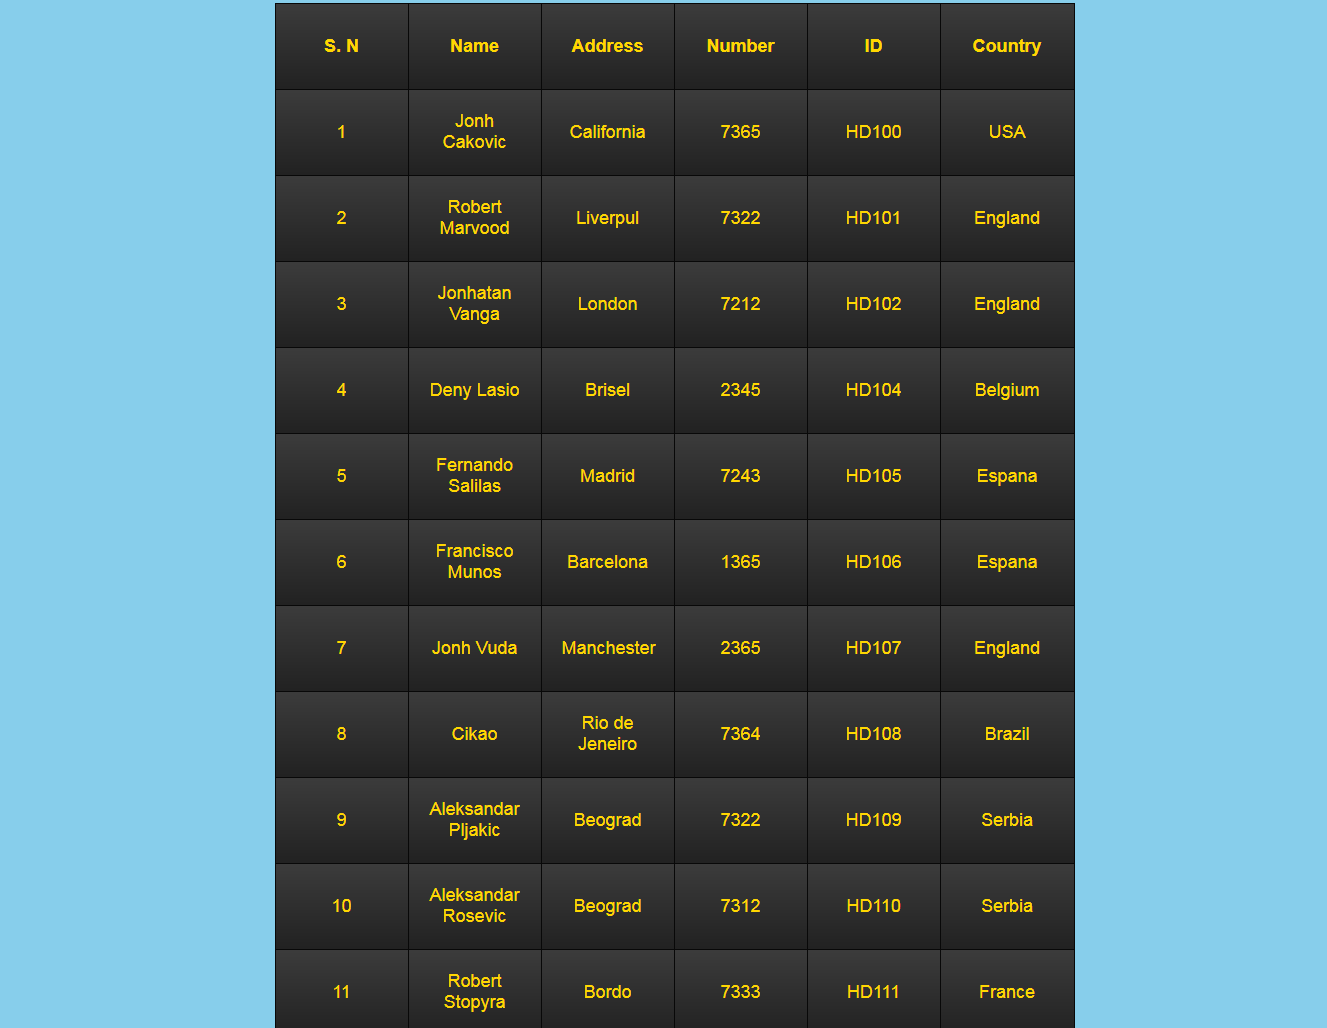 S. N Name Address Number ID Country
1 Jonh Cakovic California 7365 HD100 USA
2 Robert Marvood Liverpul 7322 HD101 England
3 Jonhatan Vanga London 7212 HD102 England
4 Deny Lasio Brisel 2345 HD104 Belgium
5 Fernando Salilas Madrid 7243 HD105 Espana
6 Francisco Munos Barcelona 1365 HD106 Espana
7 Jonh Vuda Manchester 2365 HD107 England
8 Cikao Rio de Jeneiro 7364 HD108 Brazil
9 Aleksandar Pljakic Beograd 7322 HD109 Serbia
10 Aleksandar Rosevic Beograd 7312 HD110 Serbia
11 Robert Stopyra Bordo 7333 HD111 France